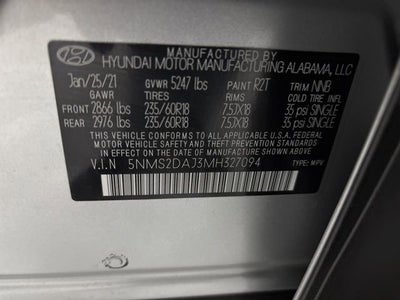 MANUFACTURED BY
HYUNDAI MOTOR MANUFACTURING ALABAMA, LLC
Jan/25/21 GVWR 5247 lbs PAINT R2T TRIM NNB
GAWR TIRES RIMS COLD
FRONT 2866 lbs 235/60R18 7.5JX18 35 psi SINGLE
REAR 2976 lbs 235/60R18 7.5JX18 35 psi SINGLE
THIS VEHICLE CONFORMS TO ALL APPLICABLE U.S. FEDERAL
MOTOR VEHICLE SAFETY, BUMPER, AND THEFT PREVENTION
STANDARDS IN EFFECT ON THE DATE OF MANUFACTURE SHOWN ABOVE.
V.I.N 5NMS2DAJ3MH327094 TYPE: MPV